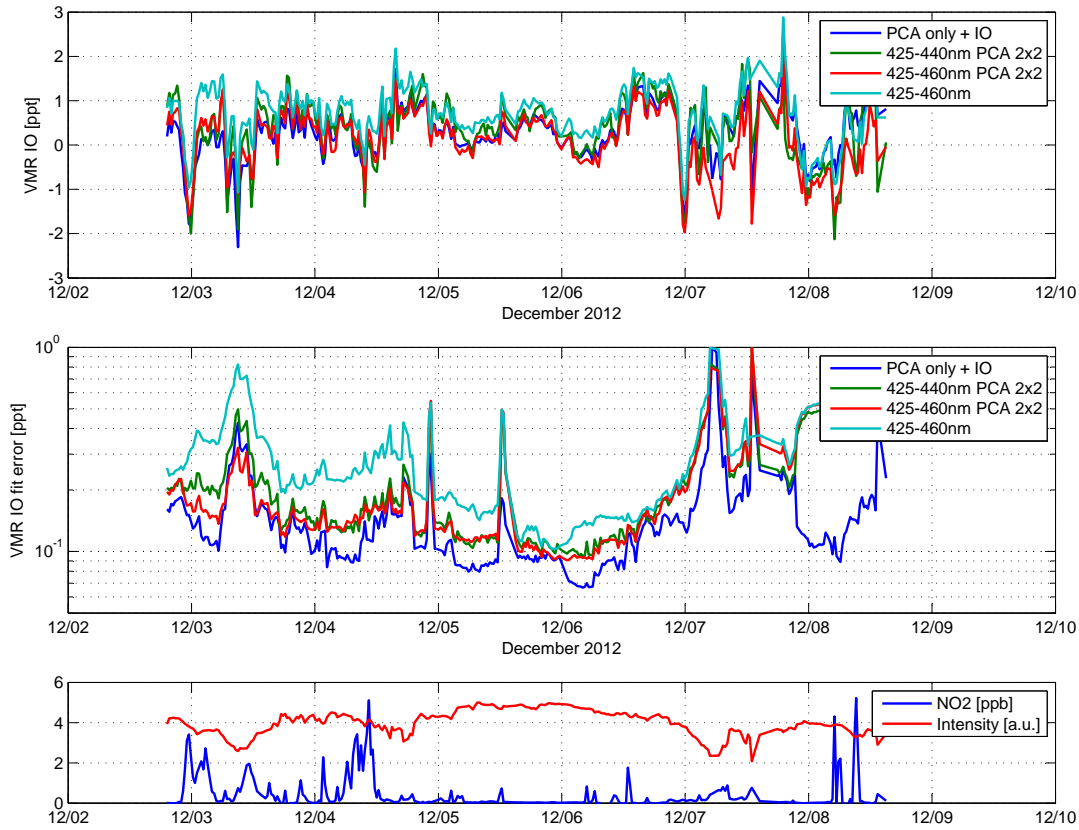 3
2
1
0
-1
-2
-3
VMR IO [ppt]
PCA only + IO
425-440nm PCA 2x2
425-460nm PCA 2x2
425-460nm
12/02 12/03 12/04 12/05 12/06 12/07 12/08 12/09 12/10
December 2012
10^0
10^-1
VMR IO fit error [ppt]
PCA only + IO
425-440nm PCA 2x2
425-460nm PCA 2x2
425-460nm
12/02 12/03 12/04 12/05 12/06 12/07 12/08 12/09 12/10
December 2012
6
4
2
0
NO2 [ppb]
Intensity [a.u.]
12/02 12/03 12/04 12/05 12/06 12/07 12/08 12/09 12/10